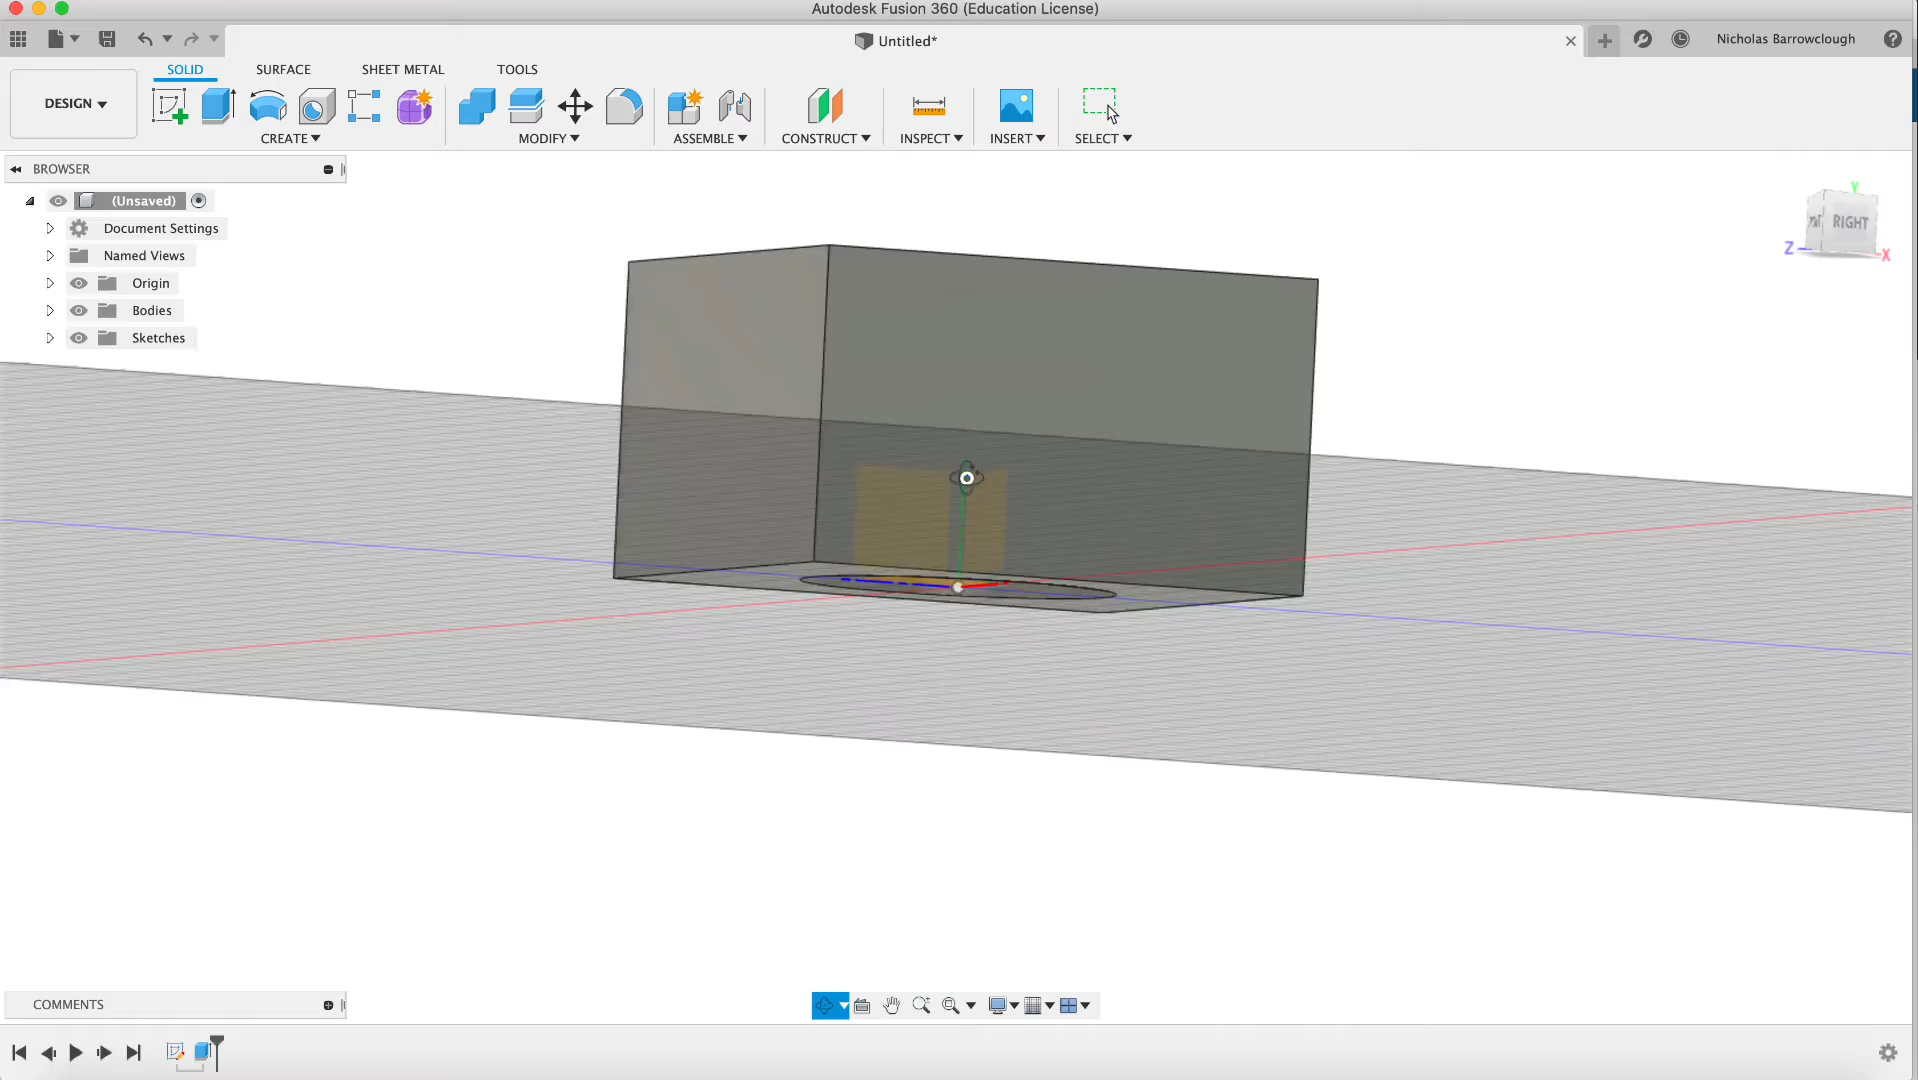 Autodesk Fusion 360 (Education License)
Untitled*
Nicholas Barrowclough
SOLID SURFACE SHEET METAL TOOLS
DESIGN
CREATE MODIFY ASSEMBLE CONSTRUCT INSPECT INSERT SELECT
BROWSER
(Unsaved)
Document Settings
Named Views
Origin
Bodies
Sketches
Y
RIGHT
Z
X
COMMENTS